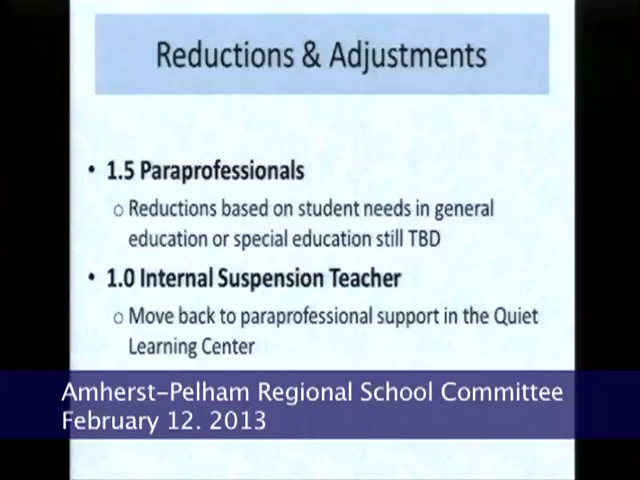 Reductions & Adjustments
• 1.5 Paraprofessionals
o Reductions based on student needs in general
education or special education still TBD
• 1.0 Internal Suspension Teacher
o Move back to paraprofessional support in the Quiet
Learning Center
Amherst-Pelham Regional School Committee
February 12. 2013